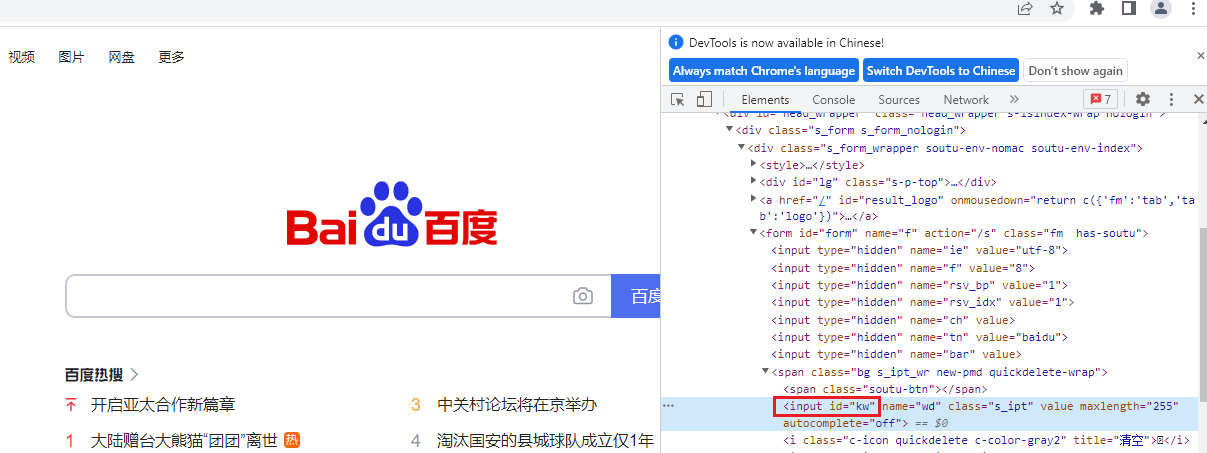 视频 图片 网盘 更多
Bai du 百度
百度
百度热搜
开启亚太合作新篇章
3 中关村论坛将在京举办
1 大陆赠台大熊猫“团团”离世 热
4 淘汰国安的县城球队成立仅1年
DevTools is now available in Chinese!
Always match Chrome's language Switch DevTools to Chinese Don't show again
Elements Console Sources Network » 7
<div id="head_wrapper" class="head_wrapper s-isindex-wrap nologin">
<div class="s_form s_form_nologin">
<div class="s_form_wrapper soutu-env-nomac soutu-env-index">
<style>…</style>
<div id="lg" class="s-p-top">…</div>
<a href="/" id="result_logo" onmousedown="return c({'fm':'tab','ta
b':'logo'})">…</a>
<form id="form" name="f" action="/s" class="fm  has-soutu">
<input type="hidden" name="ie" value="utf-8">
<input type="hidden" name="f" value="8">
<input type="hidden" name="rsv_bp" value="1">
<input type="hidden" name="rsv_idx" value="1">
<input type="hidden" name="ch" value>
<input type="hidden" name="tn" value="baidu">
<input type="hidden" name="bar" value>
<span class="bg s_ipt_wr new-pmd quickdelete-wrap">
<span class="soutu-btn"></span>
… <input id="kw" name="wd" class="s_ipt" value maxlength="255"
autocomplete="off"> == $0
<i class="c-icon quickdelete c-color-gray2" title="清空"></i>